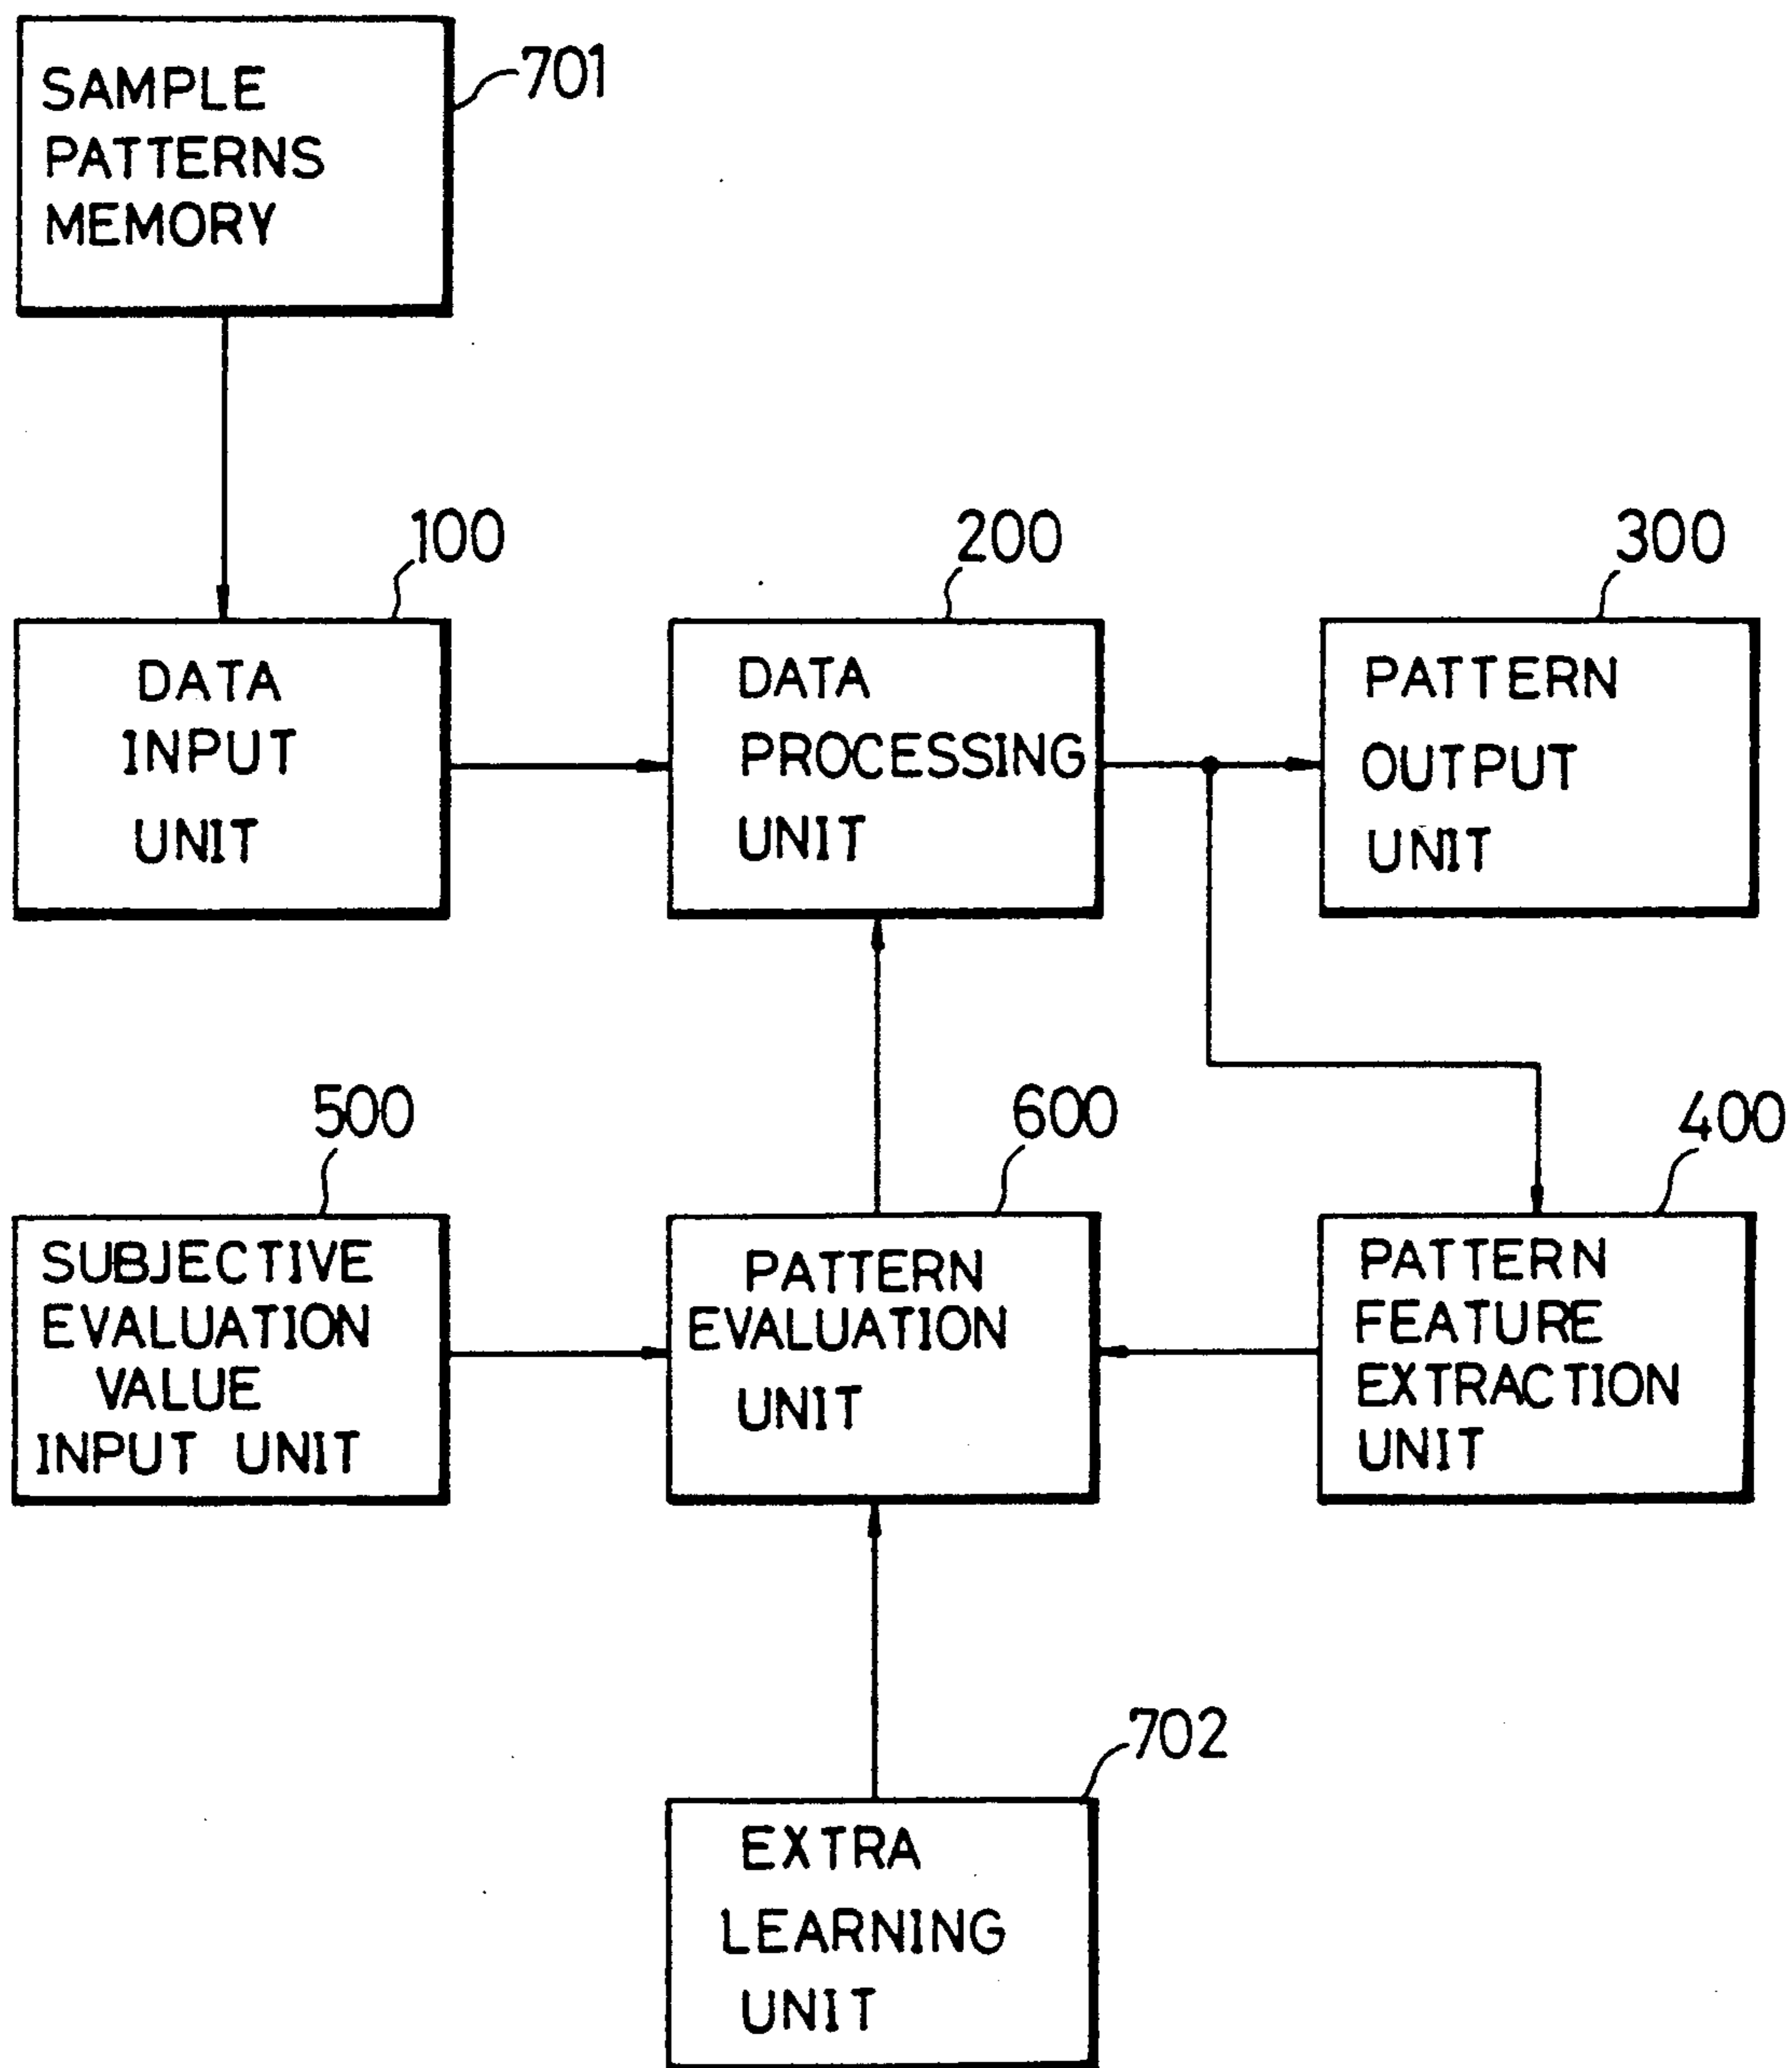 SAMPLE
PATTERNS
MEMORY
701
100
DATA
INPUT
UNIT
200
DATA
PROCESSING
UNIT
300
PATTERN
OUTPUT
UNIT
500
SUBJECTIVE
EVALUATION
VALUE
INPUT UNIT
600
PATTERN
EVALUATION
UNIT
400
PATTERN
FEATURE
EXTRACTION
UNIT
702
EXTRA
LEARNING
UNIT